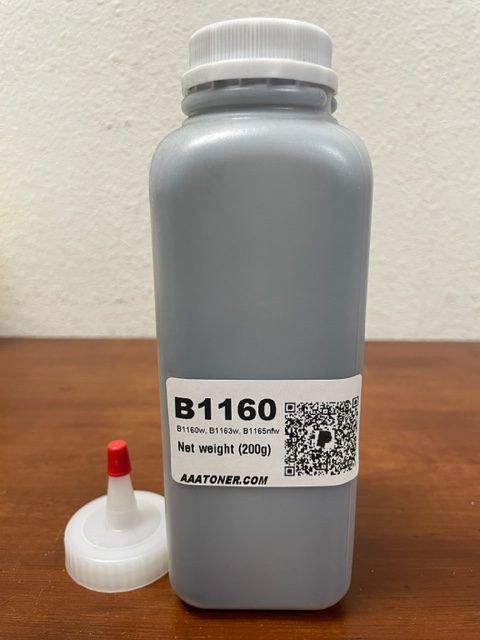 B1160
B1160w, B1163w, B1165nfw
Net weight (200g)
AAATONER.COM